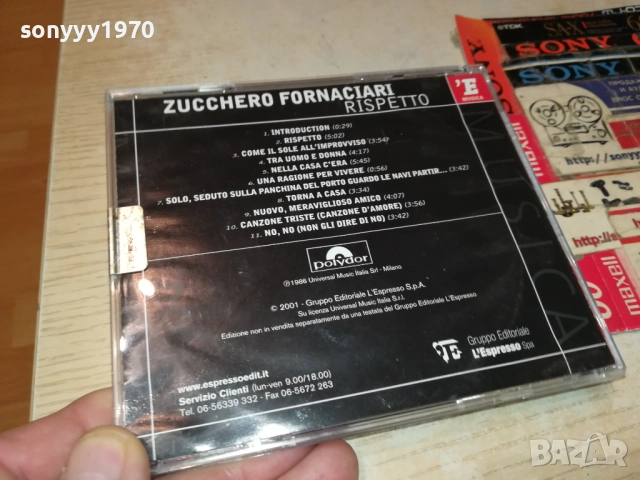 sonyyy1970
ZUCCHERO FORNACIARI
RISPETTO
'E
MUSICA
1. INTRODUCTION (0:29)
2. RISPETTO (5:02)
3. COME IL SOLE ALL'IMPROVVISO (3:54)
4. TRA UOMO E DONNA (4:17)
5. NELLA CASA C'ERA (5:45)
6. UNA RAGIONE PER VIVERE (0:56)
7. SOLO, SEDUTO SULLA PANCHINA DEL PORTO GUARDO LE NAVI PARTIR... (3:42)
8. TORNA A CASA (3:34)
9. NUOVO, MERAVIGLIOSO AMICO (4:07)
10. CANZONE TRISTE (CANZONE D'AMORE) (3:56)
11. NO, NO (NON GLI DIRE DI NO) (3:42)
polydor
℗1986 Universal Music Italia Srl - Milano
© 2001 - Gruppo Editoriale L'Espresso S.p.A.
Su licenza Universal Music Italia S.r.l.
Edizione non in vendita separatamente da una testata del Gruppo Editoriale L'Espresso
www.espressoedit.it
Servizio Clienti (lun-ven 9.00/18.00)
Tel. 06-56339 332 - Fax 06-5672 263
Gruppo Editoriale
L'Espresso Spa
MUSICA
TDK
SONY
SONY
maxell
maxell
BAZAR